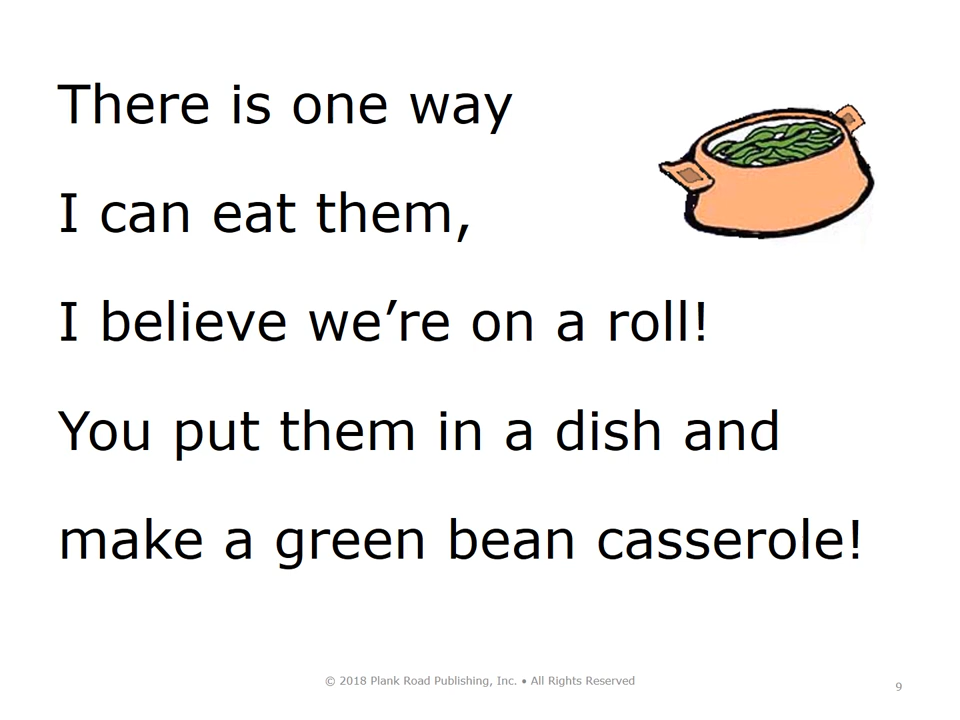 There is one way
I can eat them,
I believe we’re on a roll!
You put them in a dish and
make a green bean casserole!
© 2018 Plank Road Publishing, Inc. • All Rights Reserved
9